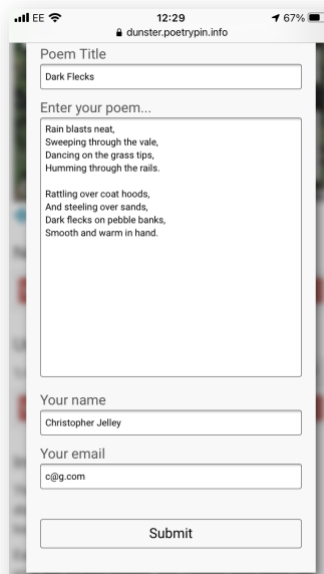 EE 12:29 67%
dunster.poetrypin.info
Poem Title
Dark Flecks
Enter your poem...
Rain blasts neat,
Sweeping through the vale,
Dancing on the grass tips,
Humming through the rails.
Rattling over coat hoods,
And steeling over sands,
Dark flecks on pebble banks,
Smooth and warm in hand.
Your name
Christopher Jelley
Your email
c@g.com
Submit